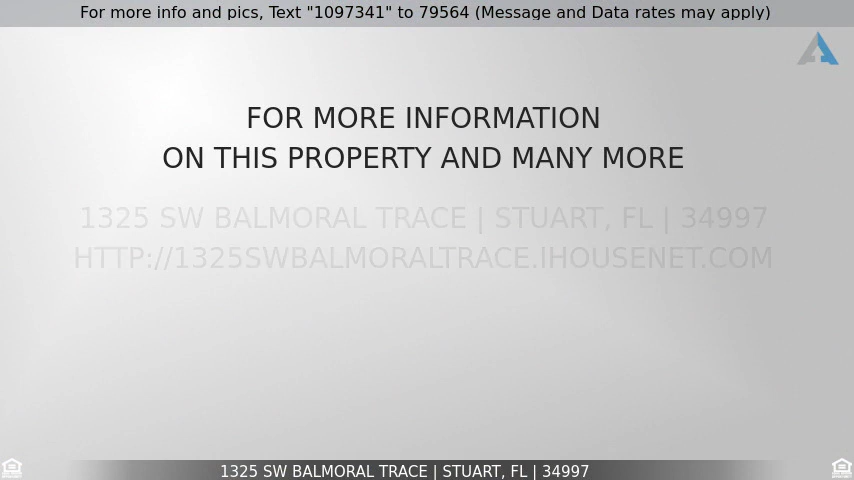 For more info and pics, Text "1097341" to 79564 (Message and Data rates may apply)
FOR MORE INFORMATION
ON THIS PROPERTY AND MANY MORE
1325 SW BALMORAL TRACE | STUART, FL | 34997
HTTP://1325SWBALMORALTRACE.IHOUSENET.COM
1325 SW BALMORAL TRACE | STUART, FL | 34997